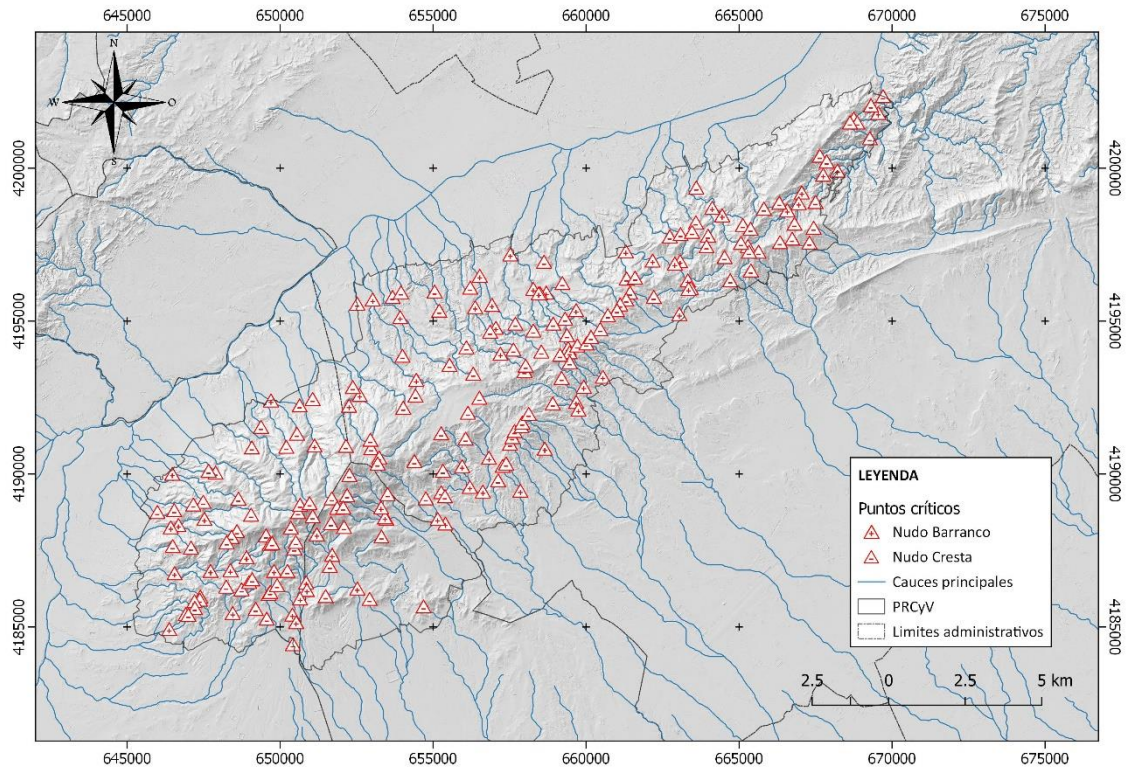 645000 650000 655000 660000 665000 670000 675000
N
W O
S
4200000 4200000
4195000 4195000
4190000 4190000
4185000 4185000
LEYENDA
Puntos críticos
Nudo Barranco
Nudo Cresta
Cauces principales
PRCyV
Limites administrativos
2.5 0 2.5 5 km
645000 650000 655000 660000 665000 670000 675000